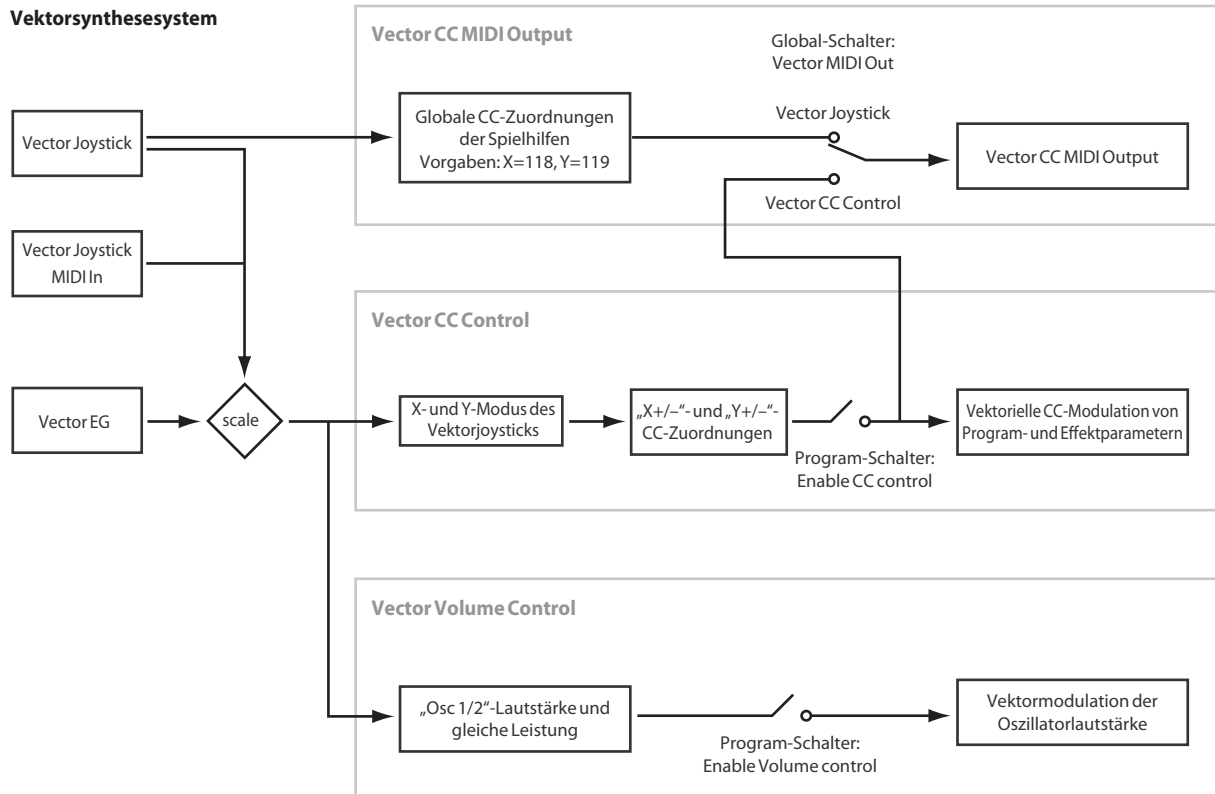 Vektorsynthesesystem
Vector CC MIDI Output
Global-Schalter:
Vector MIDI Out
Vector Joystick
Globale CC-Zuordnungen
der Spielhilfen
Vorgaben: X=118, Y=119
Vector Joystick
Vector CC MIDI Output
Vector CC Control
Vector Joystick
MIDI In
Vector CC Control
Vector EG
scale
X- und Y-Modus des
Vektorjoysticks
„X+/–“- und „Y+/–“-
CC-Zuordnungen
Program-Schalter:
Enable CC control
Vektorielle CC-Modulation von
Program- und Effektparametern
Vector Volume Control
„Osc 1/2“-Lautstärke und
gleiche Leistung
Program-Schalter:
Enable Volume control
Vektormodulation der
Oszillatorlautstärke